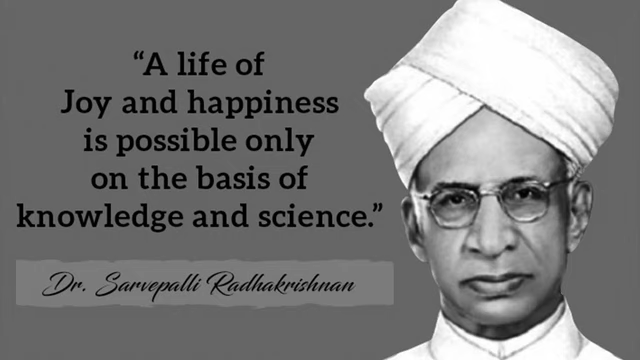 “A life of
Joy and happiness
is possible only
on the basis of
knowledge and science.”
Dr. Sarvepalli Radhakrishnan